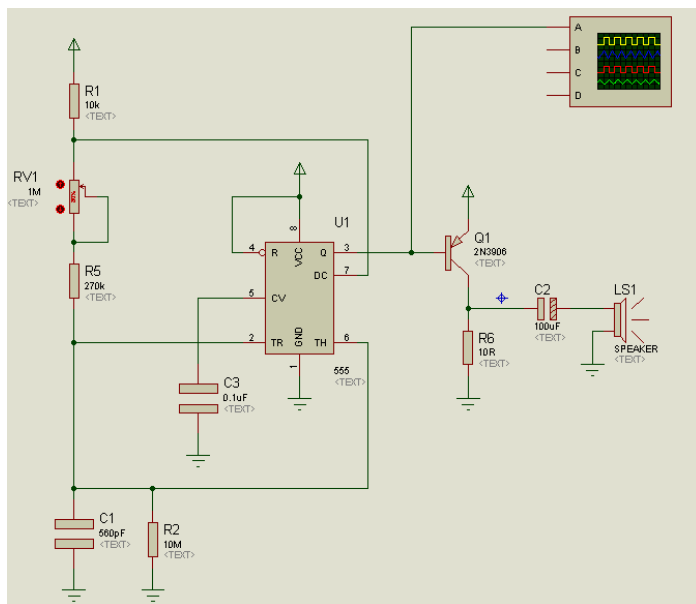 R1
10k
<TEXT>
RV1
1M
<TEXT>
R5
270k
<TEXT>
U1
4
R
8
VCC
Q
3
DC
7
5
CV
2
TR
GND
1
TH
6
555
<TEXT>
C3
0.1uF
<TEXT>
C1
560pF
<TEXT>
R2
10M
<TEXT>
A
B
C
D
Q1
2N3906
<TEXT>
C2
100uF
<TEXT>
LS1
SPEAKER
<TEXT>
R6
10R
<TEXT>